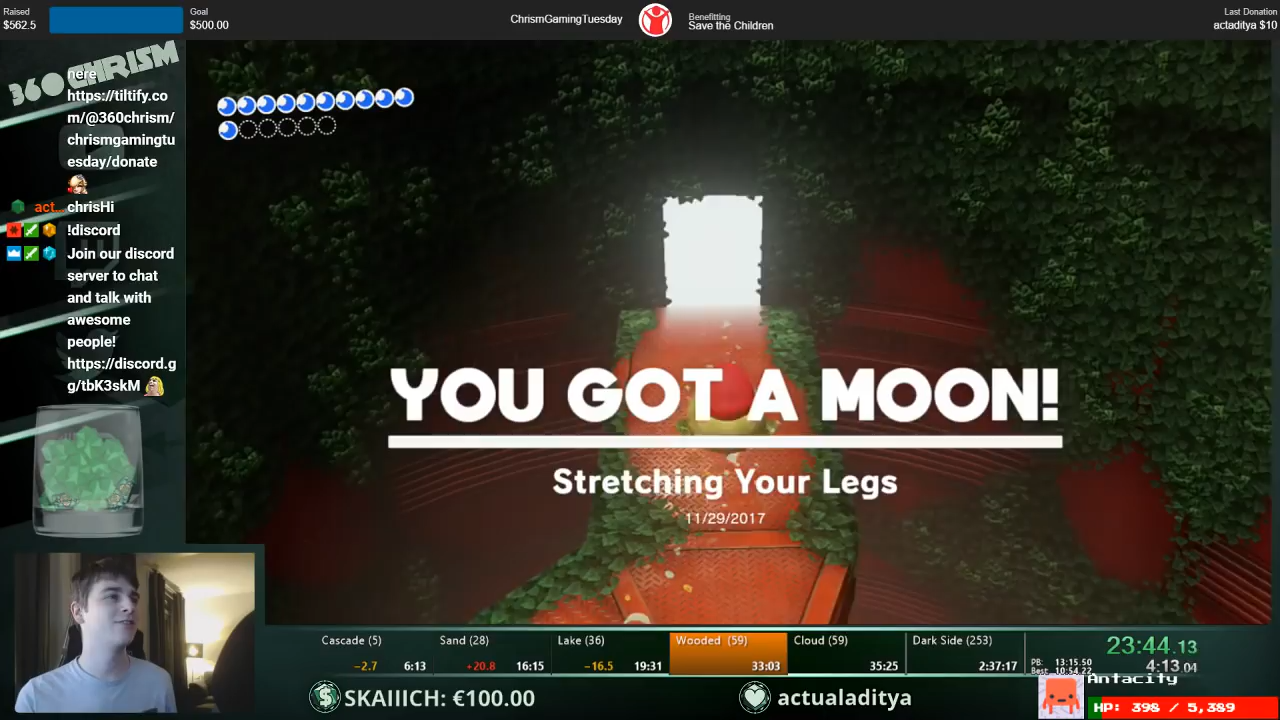 Raised
$562.5
Goal
$500.00
ChrismGamingTuesday
Benefitting
Save the Children
Last Donation
actaditya $10
360CHRISM
here
https://tiltify.co
m/@360chrism/
chrismgamingtu
esday/donate
act... chrisHi
!discord
Join our discord
server to chat
and talk with
awesome
people!
https://discord.g
g/tbK3skM
YOU GOT A MOON!
Stretching Your Legs
11/29/2017
Cascade (5)
-2.7 6:13
Sand (28)
+20.8 16:15
Lake (36)
-16.5 19:31
Wooded (59)
33:03
Cloud (59)
35:25
Dark Side (253)
2:37:17
23:44.13
PB: 13:15.50
Best: 10:54.22
4:13.04
SKAIIICH: €100.00
actualaditya
Antacity
HP: 398 / 5,389